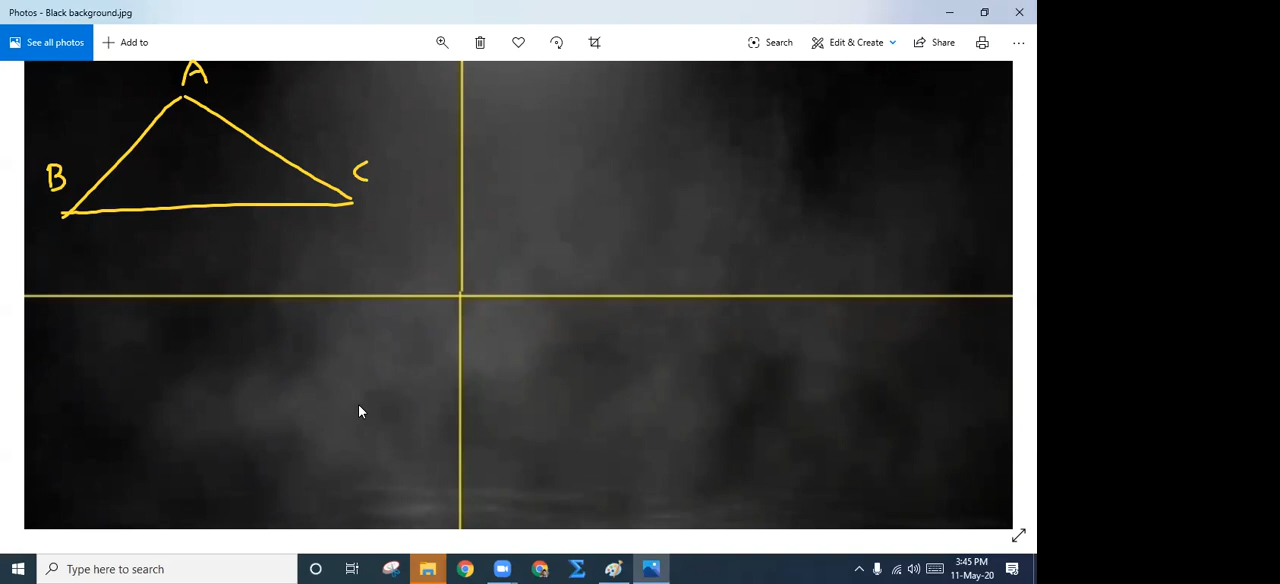 Photos - Black background.jpg
See all photos
Add to
Search
Edit & Create
Share
A
B
C
Type here to search
3:45 PM
11-May-20